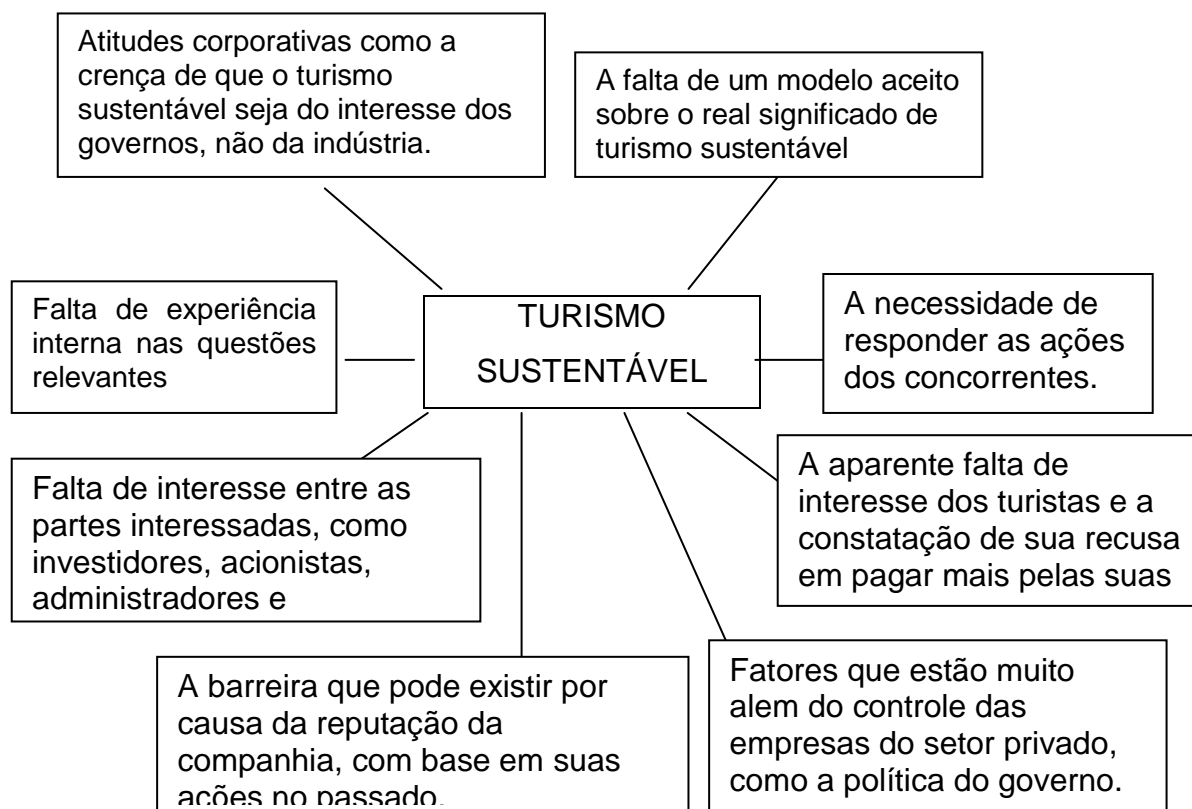 Atitudes corporativas como a
crença de que o turismo
sustentável seja do interesse dos
governos, não da indústria.
A falta de um modelo aceito
sobre o real significado de
turismo sustentável
Falta de experiência
interna nas questões
relevantes
TURISMO
SUSTENTÁVEL
A necessidade de
responder as ações
dos concorrentes.
Falta de interesse entre as
partes interessadas, como
investidores, acionistas,
administradores e
A aparente falta de
interesse dos turistas e a
constatação de sua recusa
em pagar mais pelas suas
A barreira que pode existir por
causa da reputação da
companhia, com base em suas
ações no passado.
Fatores que estão muito
alem do controle das
empresas do setor privado,
como a política do governo.